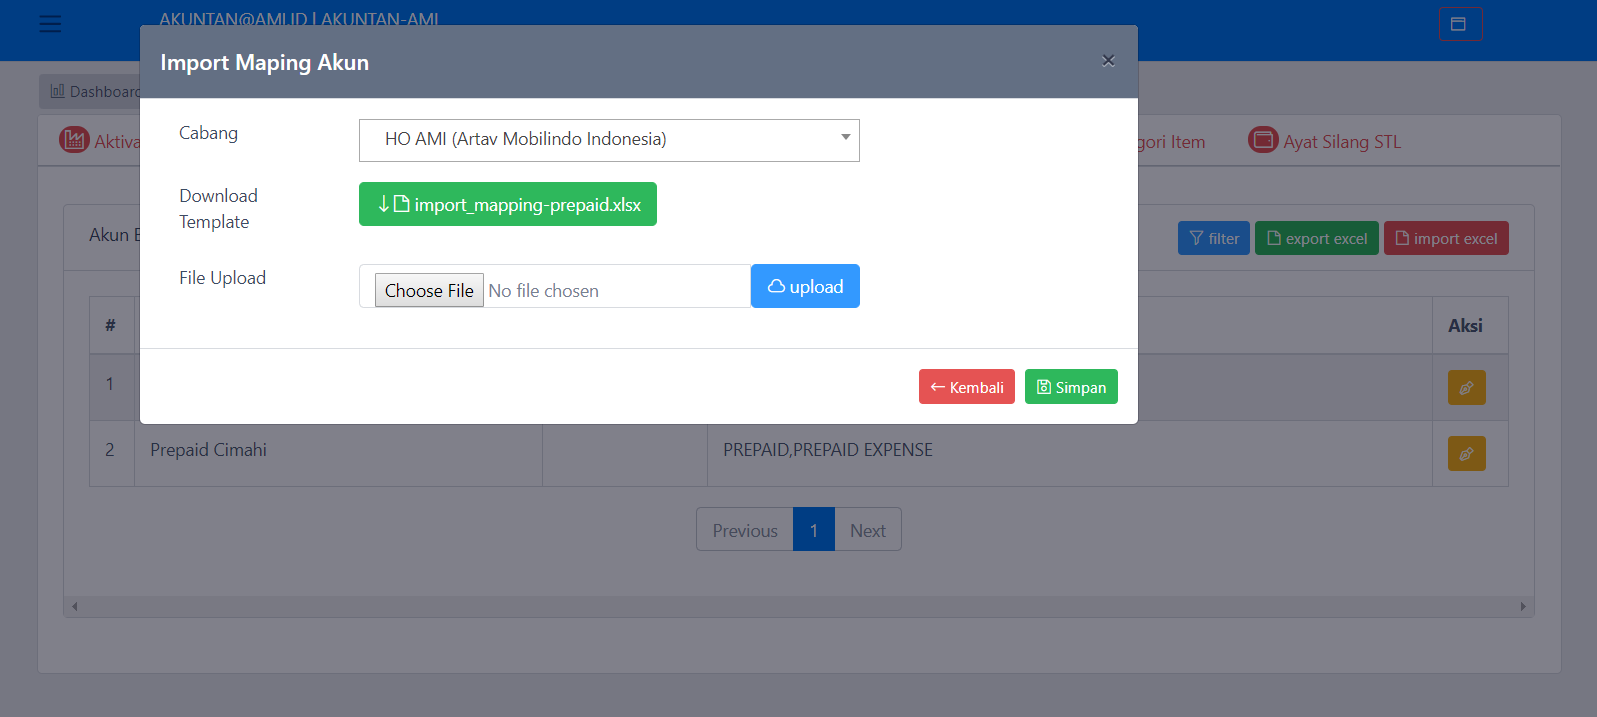 AKUNTAN@AMI.ID | AKUNTAN-AMI
Import Maping Akun
×
Dashboard
Cabang
HO AMI (Artav Mobilindo Indonesia)
gori Item
Ayat Silang STL
Download
Template
import_mapping-prepaid.xlsx
Akun
filter
export excel
import excel
File Upload
Choose File No file chosen
upload
#
Aksi
1
Kembali
Simpan
2 Prepaid Cimahi PREPAID,PREPAID EXPENSE
Previous 1 Next